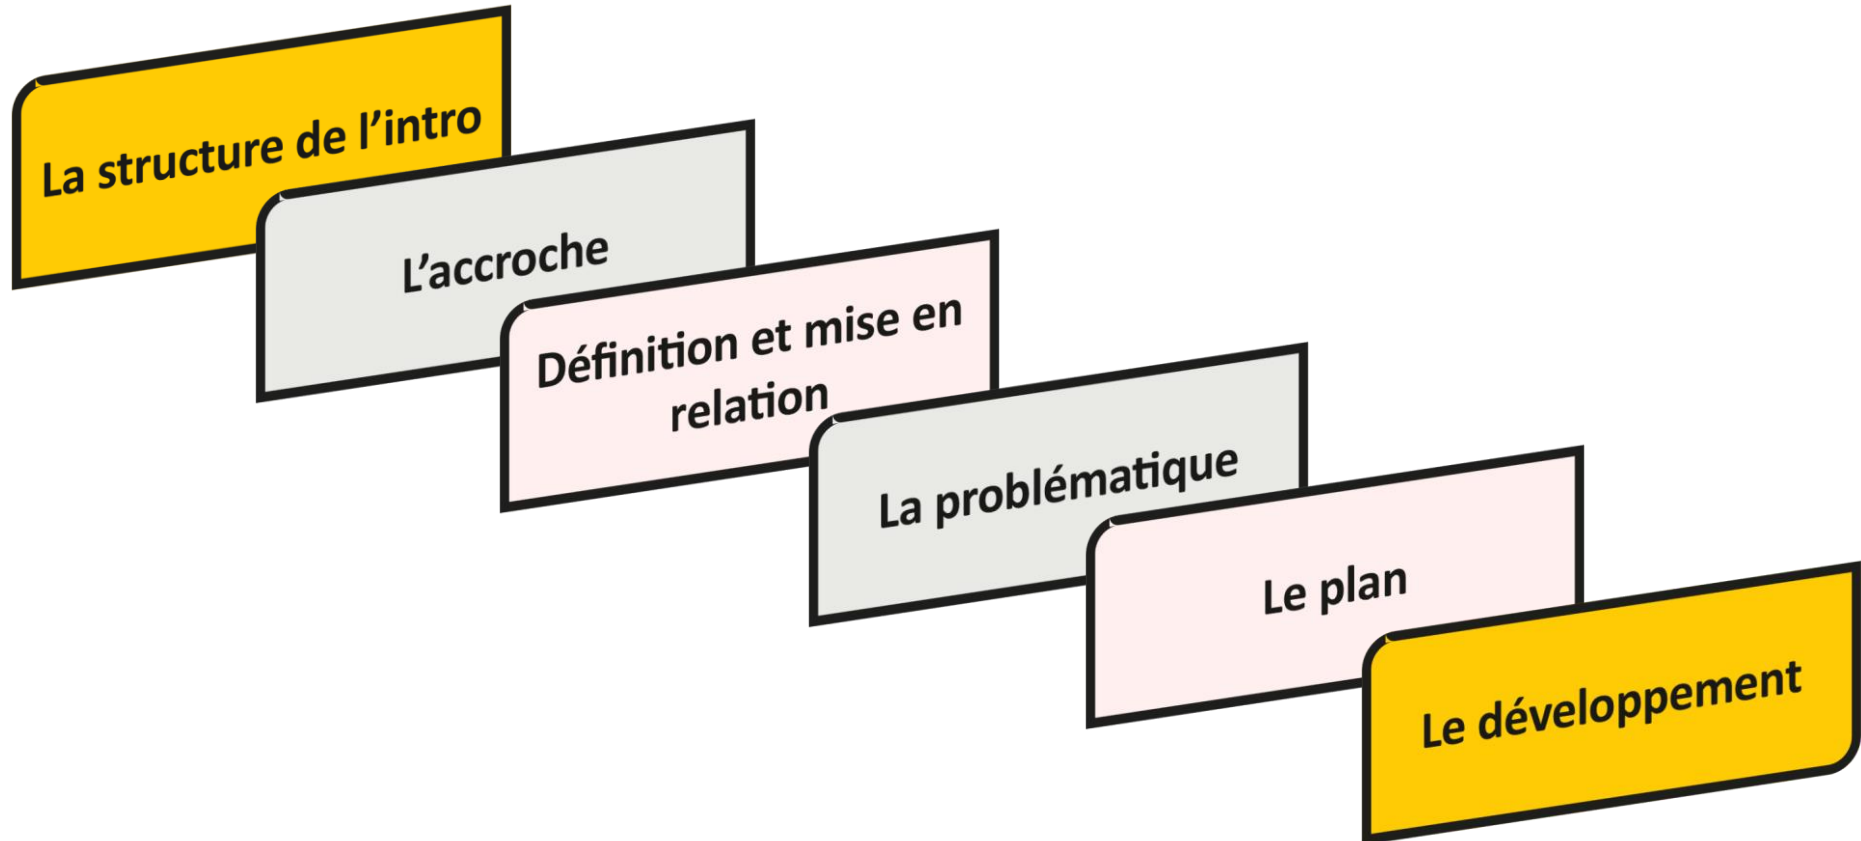 La structure de l’intro
L’accroche
Définition et mise en
relation
La problématique
Le plan
Le développement